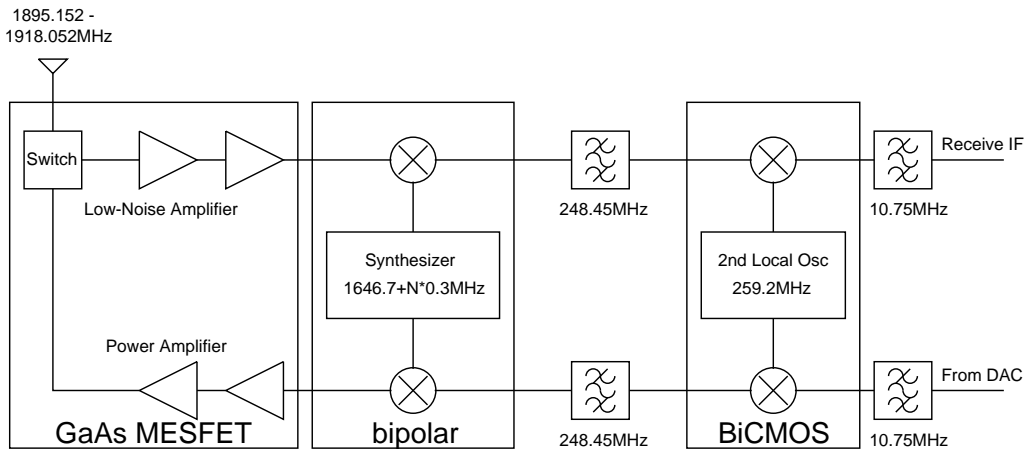 1895.152 -
1918.052MHz
Switch
Low-Noise Amplifier
Receive IF
248.45MHz
10.75MHz
Synthesizer
1646.7+N*0.3MHz
2nd Local Osc
259.2MHz
Power Amplifier
From DAC
GaAs MESFET
bipolar
248.45MHz
BiCMOS
10.75MHz